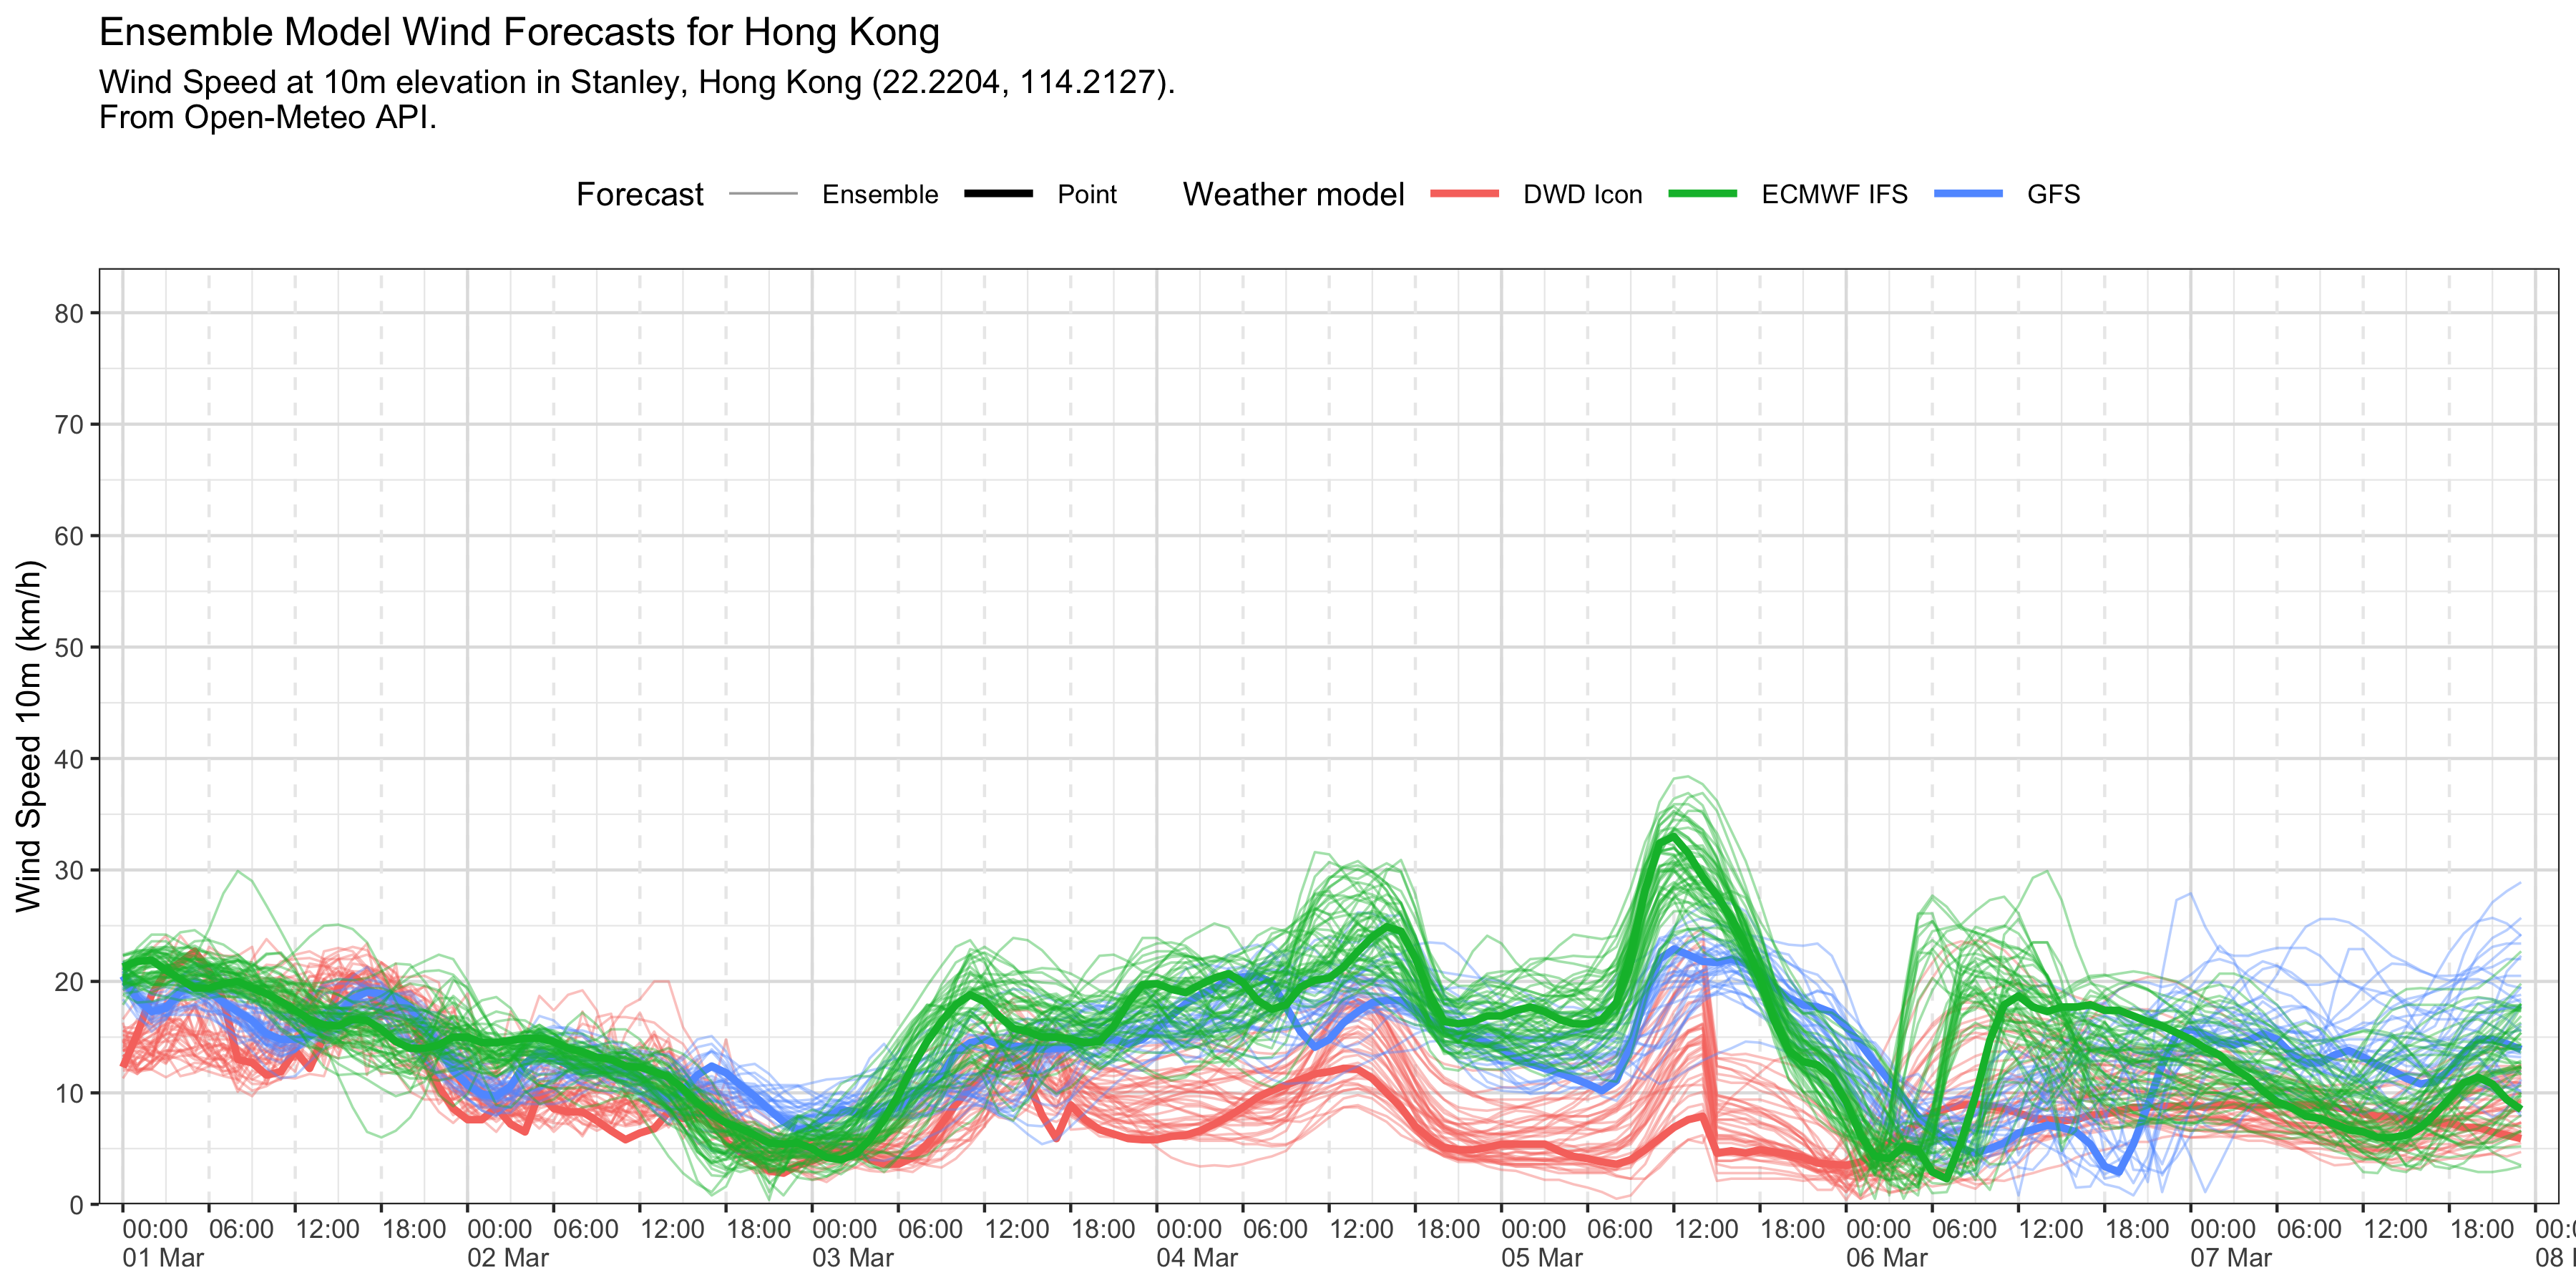 Ensemble Model Wind Forecasts for Hong Kong
Wind Speed at 10m elevation in Stanley, Hong Kong (22.2204, 114.2127).
From Open-Meteo API.
Forecast Ensemble Point Weather model DWD Icon ECMWF IFS GFS
Wind Speed 10m (km/h)
80
70
60
50
40
30
20
10
0
00:00 06:00 12:00 18:00 00:00 06:00 12:00 18:00 00:00 06:00 12:00 18:00 00:00 06:00 12:00 18:00 00:00 06:00 12:00 18:00 00:00 06:00 12:00 18:00 00:00 06:00 12:00 18:00
01 Mar 02 Mar 03 Mar 04 Mar 05 Mar 06 Mar 07 Mar 08